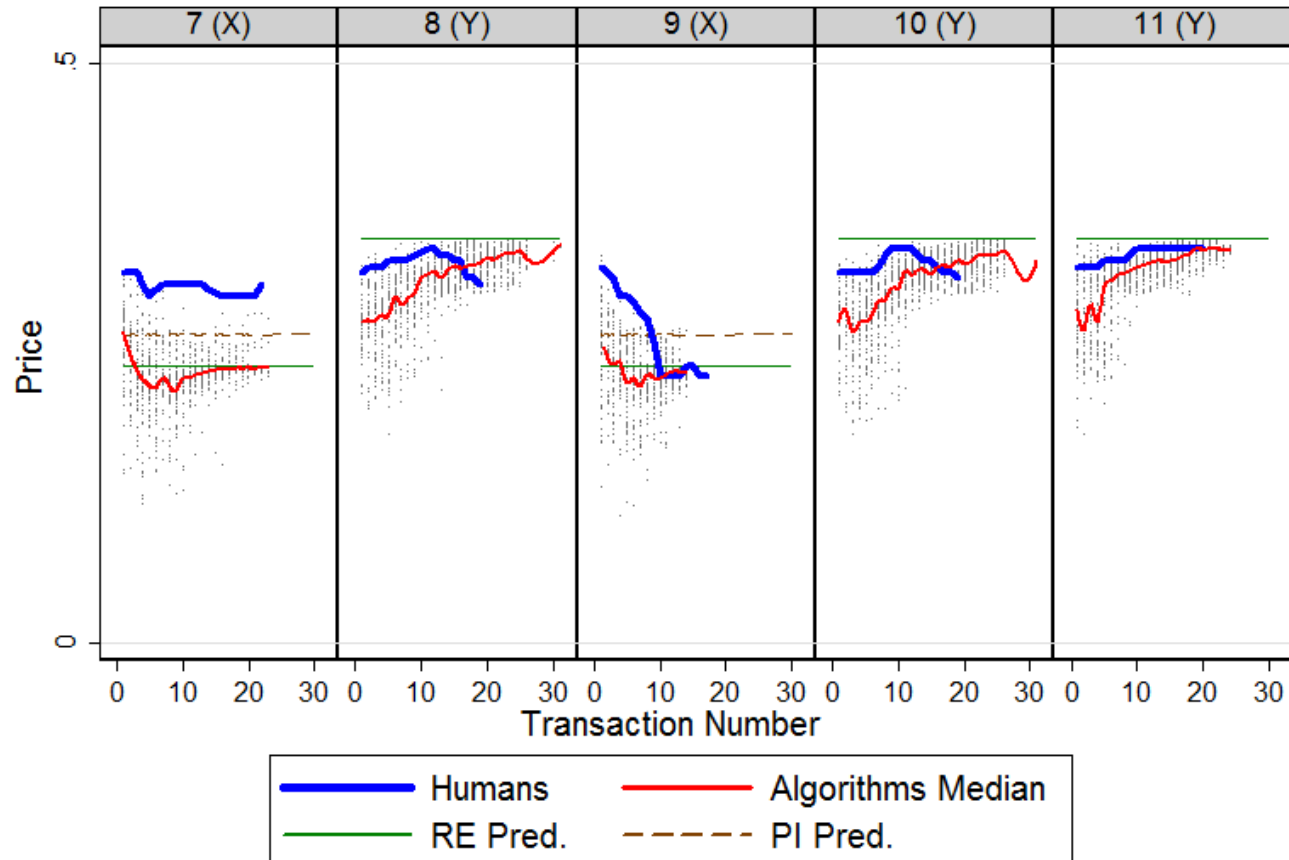 7 (X) 8 (Y) 9 (X) 10 (Y) 11 (Y)
.5
Price
0
0 10 20 30 0 10 20 30 0 10 20 30 0 10 20 30 0 10 20 30
Transaction Number
Humans Algorithms Median
RE Pred. PI Pred.